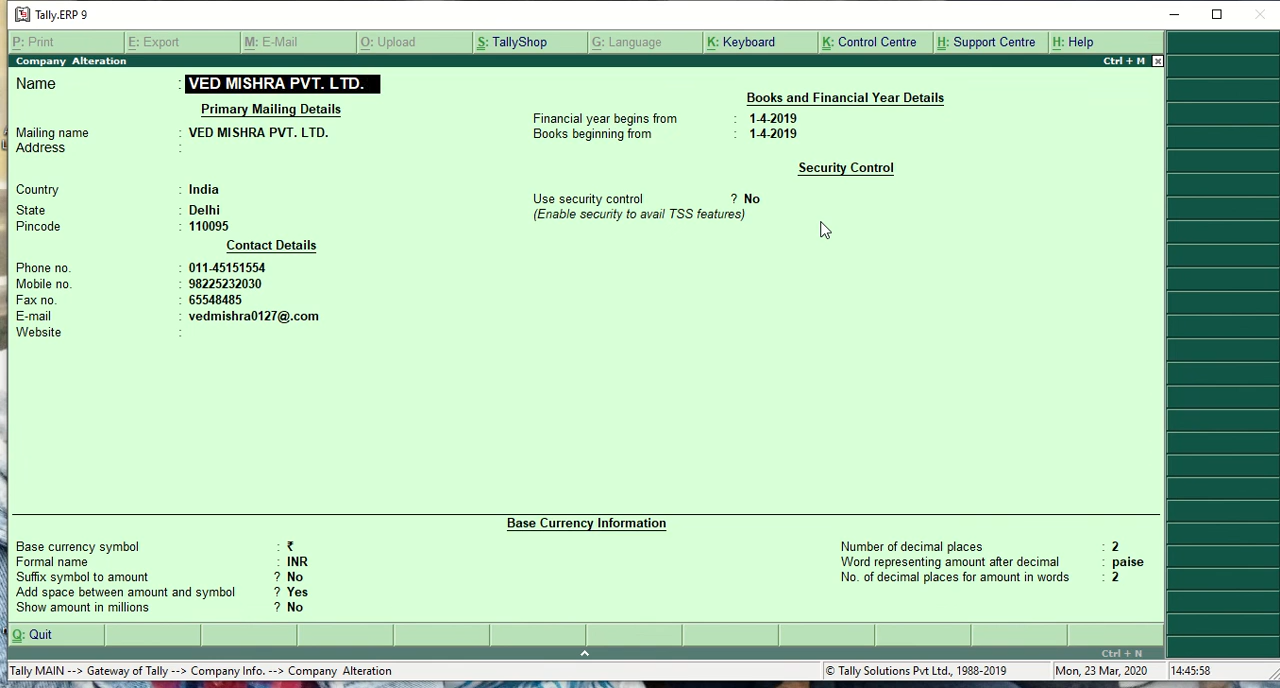 Tally.ERP 9
P: Print E: Export M: E-Mail O: Upload S: TallyShop G: Language K: Keyboard K: Control Centre H: Support Centre H: Help
Company Alteration Ctrl + M
Name : VED MISHRA PVT. LTD.
Primary Mailing Details
Mailing name : VED MISHRA PVT. LTD.
Address :
Country : India
State : Delhi
Pincode : 110095
Contact Details
Phone no. : 011-45151554
Mobile no. : 98225232030
Fax no. : 65548485
E-mail : vedmishra0127@.com
Website :
Books and Financial Year Details
Financial year begins from : 1-4-2019
Books beginning from : 1-4-2019
Security Control
Use security control ? No
(Enable security to avail TSS features)
Base Currency Information
Base currency symbol : ₹
Formal name : INR
Suffix symbol to amount ? No
Add space between amount and symbol ? Yes
Show amount in millions ? No
Number of decimal places : 2
Word representing amount after decimal : paise
No. of decimal places for amount in words : 2
Q: Quit
Ctrl + N
Tally MAIN --> Gateway of Tally --> Company Info. --> Company Alteration © Tally Solutions Pvt Ltd., 1988-2019 Mon, 23 Mar, 2020 14:45:58